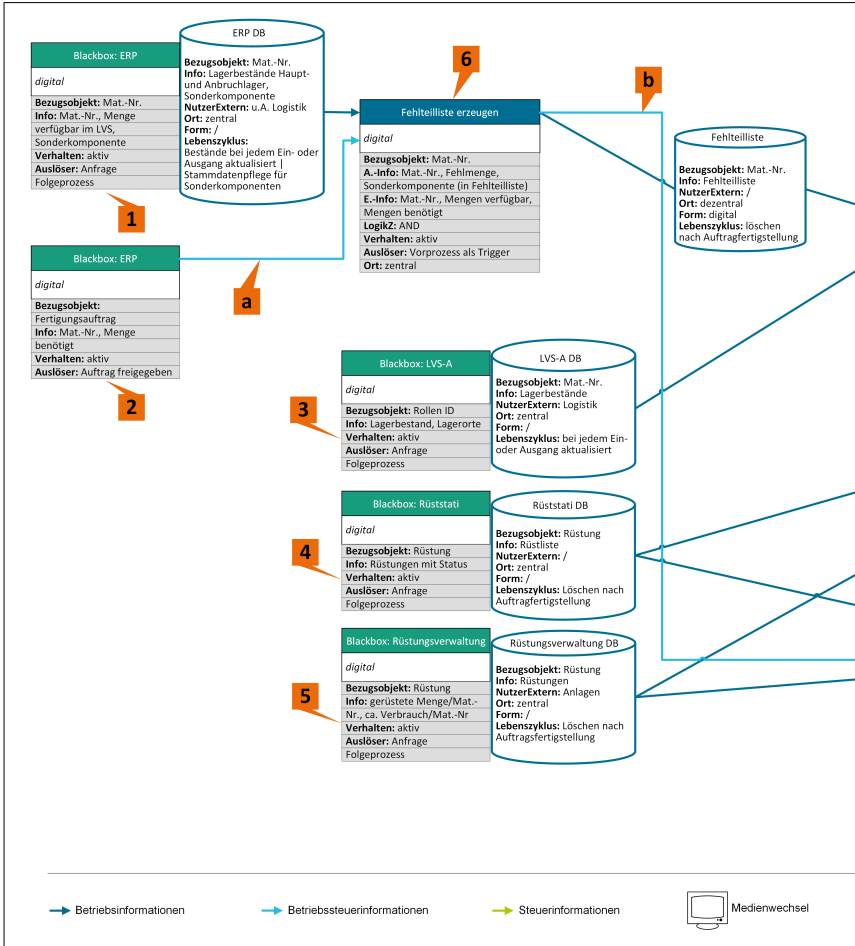 Blackbox: ERP
digital
Bezugsobjekt: Mat.-Nr.
Info: Mat.-Nr., Menge
verfügbar im LVS,
Sonderkomponente
Verhalten: aktiv
Auslöser: Anfrage
Folgeprozess
1
ERP DB
Bezugsobjekt: Mat.-Nr.
Info: Lagerbestände Haupt-
und Anbruchlager,
Sonderkomponente
NutzerExtern: u.A. Logistik
Ort: zentral
Form: /
Lebenszyklus:
Bestände bei jedem Ein- oder
Ausgang aktualisiert |
Stammdatenpflege für
Sonderkomponenten
6
Fehlteilliste erzeugen
digital
Bezugsobjekt: Mat.-Nr.
A.-Info: Mat.-Nr., Fehlmenge,
Sonderkomponente (in Fehlteilliste)
E.-Info: Mat.-Nr., Mengen verfügbar,
Mengen benötigt
LogikZ: AND
Verhalten: aktiv
Auslöser: Vorprozess als Trigger
Ort: zentral
b
Fehlteilliste
Bezugsobjekt: Mat.-Nr.
Info: Fehlteilliste
NutzerExtern: /
Ort: dezentral
Form: digital
Lebenszyklus: löschen
nach Auftragfertigstellung
Blackbox: ERP
digital
Bezugsobjekt:
Fertigungsauftrag
Info: Mat.-Nr., Menge
benötigt
Verhalten: aktiv
Auslöser: Auftrag freigegeben
2
a
3
Blackbox: LVS-A
digital
Bezugsobjekt: Rollen ID
Info: Lagerbestand, Lagerorte
Verhalten: aktiv
Auslöser: Anfrage
Folgeprozess
LVS-A DB
Bezugsobjekt: Mat.-Nr.
Info: Lagerbestände
NutzerExtern: Logistik
Ort: zentral
Form: /
Lebenszyklus: bei jedem Ein-
oder Ausgang aktualisiert
4
Blackbox: Rüststati
digital
Bezugsobjekt: Rüstung
Info: Rüstungen mit Status
Verhalten: aktiv
Auslöser: Anfrage
Folgeprozess
Rüststati DB
Bezugsobjekt: Rüstung
Info: Rüstliste
NutzerExtern: /
Ort: zentral
Form: /
Lebenszyklus: Löschen nach
Auftragfertigstellung
5
Blackbox: Rüstungsverwaltung
digital
Bezugsobjekt: Rüstung
Info: gerüstete Menge/Mat.-
Nr., ca. Verbrauch/Mat.-Nr
Verhalten: aktiv
Auslöser: Anfrage
Folgeprozess
Rüstungsverwaltung DB
Bezugsobjekt: Rüstung
Info: Rüstungen
NutzerExtern: Anlagen
Ort: zentral
Form: /
Lebenszyklus: Löschen nach
Auftragsfertigstellung
Betriebsinformationen
Betriebssteuerinformationen
Steuerinformationen
Medienwechsel